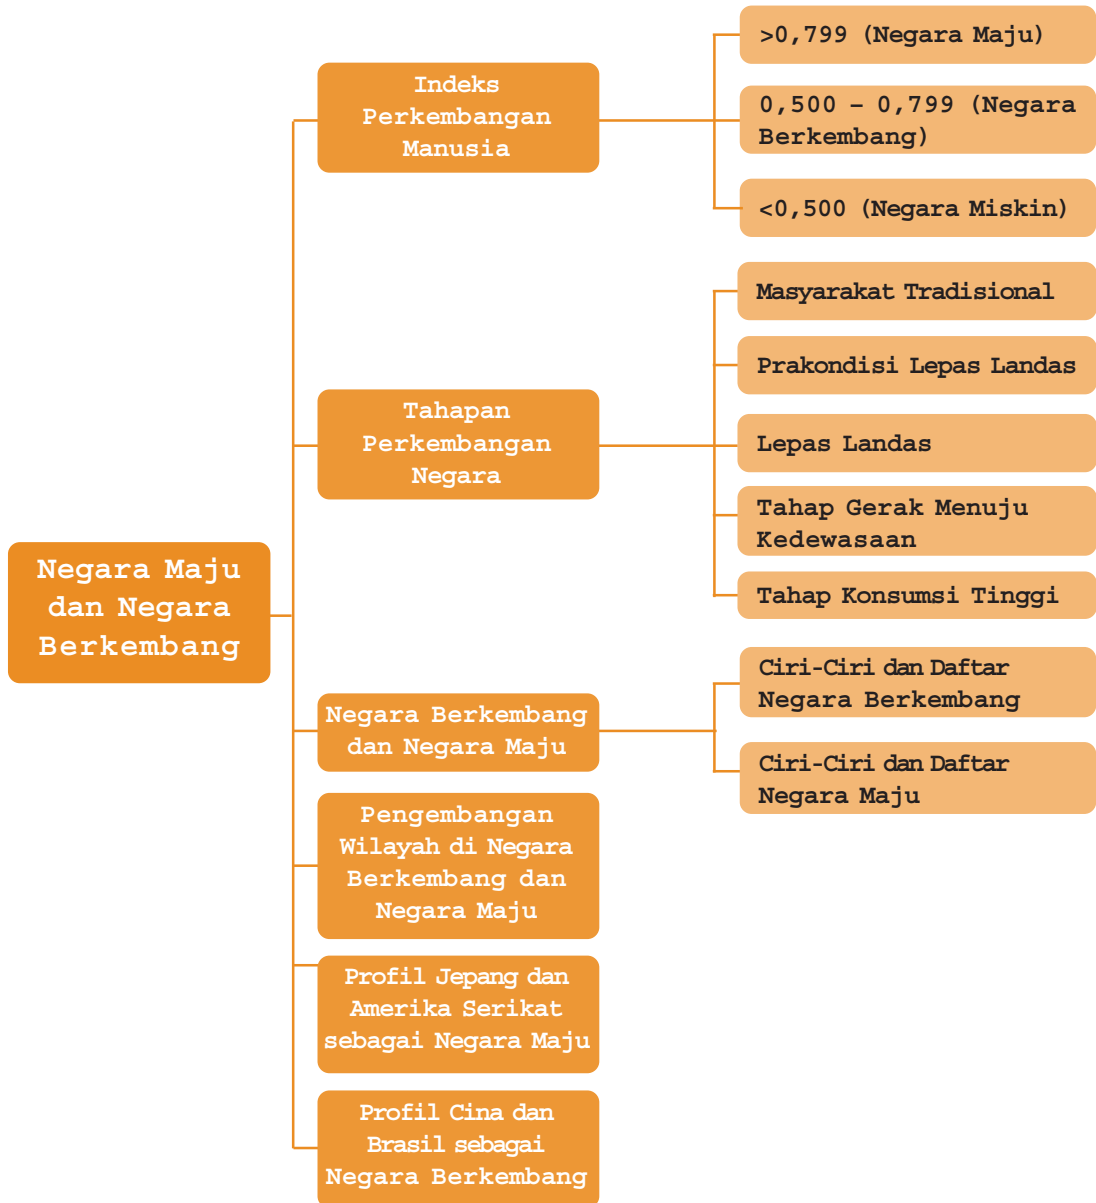 Negara Maju
dan Negara
Berkembang
Indeks
Perkembangan
Manusia
>0,799 (Negara Maju)
0,500 – 0,799 (Negara
Berkembang)
<0,500 (Negara Miskin)
Tahapan
Perkembangan
Negara
Masyarakat Tradisional
Prakondisi Lepas Landas
Lepas Landas
Tahap Gerak Menuju
Kedewasaan
Tahap Konsumsi Tinggi
Negara Berkembang
dan Negara Maju
Ciri-Ciri dan Daftar
Negara Berkembang
Ciri-Ciri dan Daftar
Negara Maju
Pengembangan
Wilayah di Negara
Berkembang dan
Negara Maju
Profil Jepang dan
Amerika Serikat
sebagai Negara Maju
Profil Cina dan
Brasil sebagai
Negara Berkembang